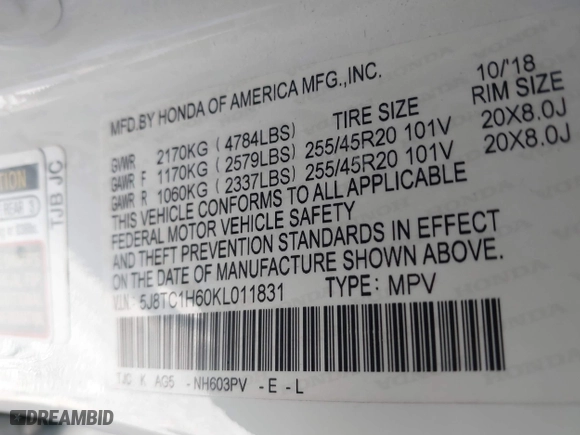 MFD.BY HONDA OF AMERICA MFG.,INC. 10/'18
TIRE SIZE RIM SIZE
GVWR 2170KG ( 4784LBS)
GAWR F 1170KG ( 2579LBS) 255/45R20 101V 20X8.0J
GAWR R 1060KG ( 2337LBS) 255/45R20 101V 20X8.0J
THIS VEHICLE CONFORMS TO ALL APPLICABLE
FEDERAL MOTOR VEHICLE SAFETY
AND THEFT PREVENTION STANDARDS IN EFFECT
ON THE DATE OF MANUFACTURE SHOWN ABOVE.
V.I.N.: 5J8TC1H60KL011831 TYPE: MPV
TJC K AG5 -NH603PV -E -L
TJB JC
TION
REAR S
DREAMBID